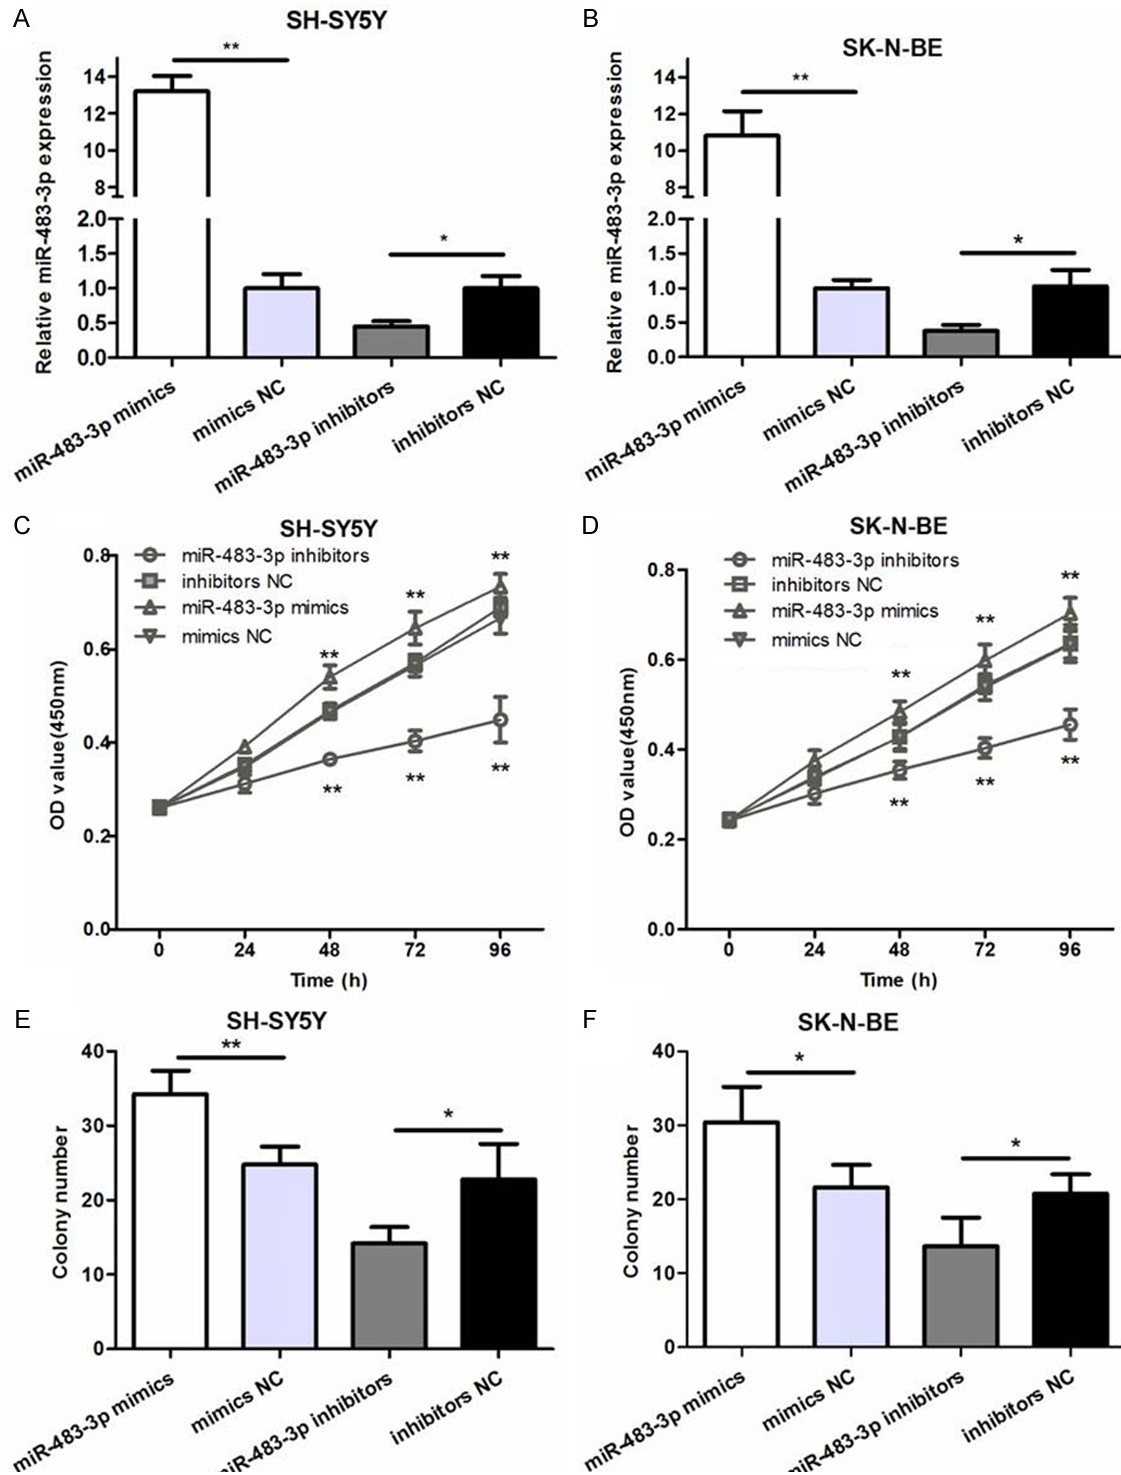 A
SH-SY5Y
**
Relative miR-483-3p expression
14
12
10
8
2.0
1.5
1.0
0.5
0.0
*
miR-483-3p mimics
mimics NC
miR-483-3p inhibitors
inhibitors NC
B
SK-N-BE
**
Relative miR-483-3p expression
14
12
10
8
2.0
1.5
1.0
0.5
0.0
*
miR-483-3p mimics
mimics NC
miR-483-3p inhibitors
inhibitors NC
C
SH-SY5Y
miR-483-3p inhibitors
inhibitors NC
miR-483-3p mimics
mimics NC
OD value(450nm)
0.8
0.6
0.4
0.2
0.0
**
**
**
**
**
**
0 24 48 72 96
Time (h)
D
SK-N-BE
miR-483-3p inhibitors
inhibitors NC
miR-483-3p mimics
mimics NC
OD value(450nm)
0.8
0.6
0.4
0.2
0.0
**
**
**
**
**
**
0 24 48 72 96
Time (h)
E
SH-SY5Y
**
Colony number
40
30
20
10
0
*
miR-483-3p mimics
mimics NC
miR-483-3p inhibitors
inhibitors NC
F
SK-N-BE
*
Colony number
40
30
20
10
0
*
miR-483-3p mimics
mimics NC
miR-483-3p inhibitors
inhibitors NC